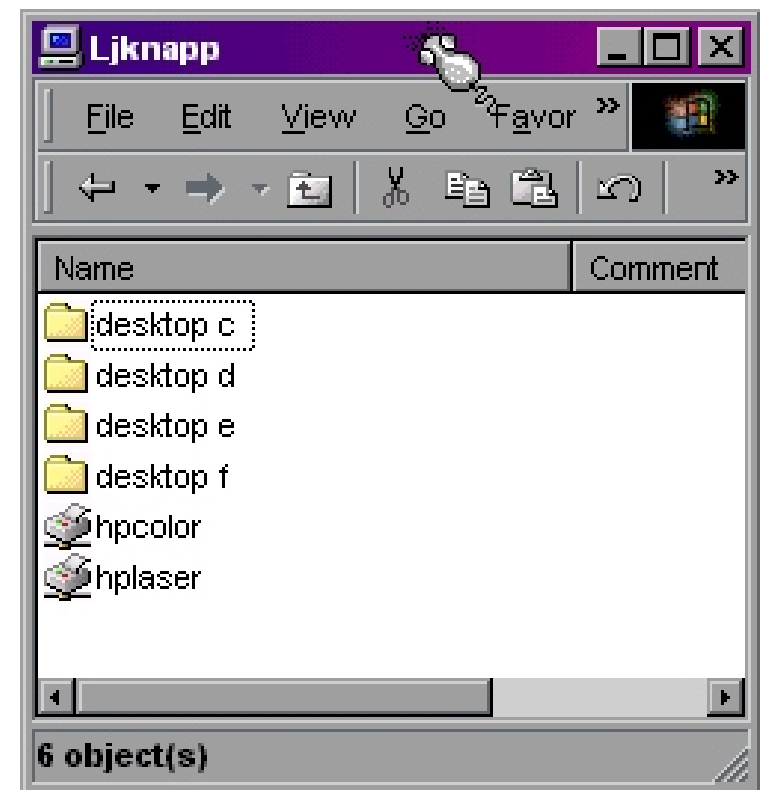 Ljknapp
File Edit View Go Favor »
»
Name Comment
desktop c
desktop d
desktop e
desktop f
hpcolor
hplaser
6 object(s)